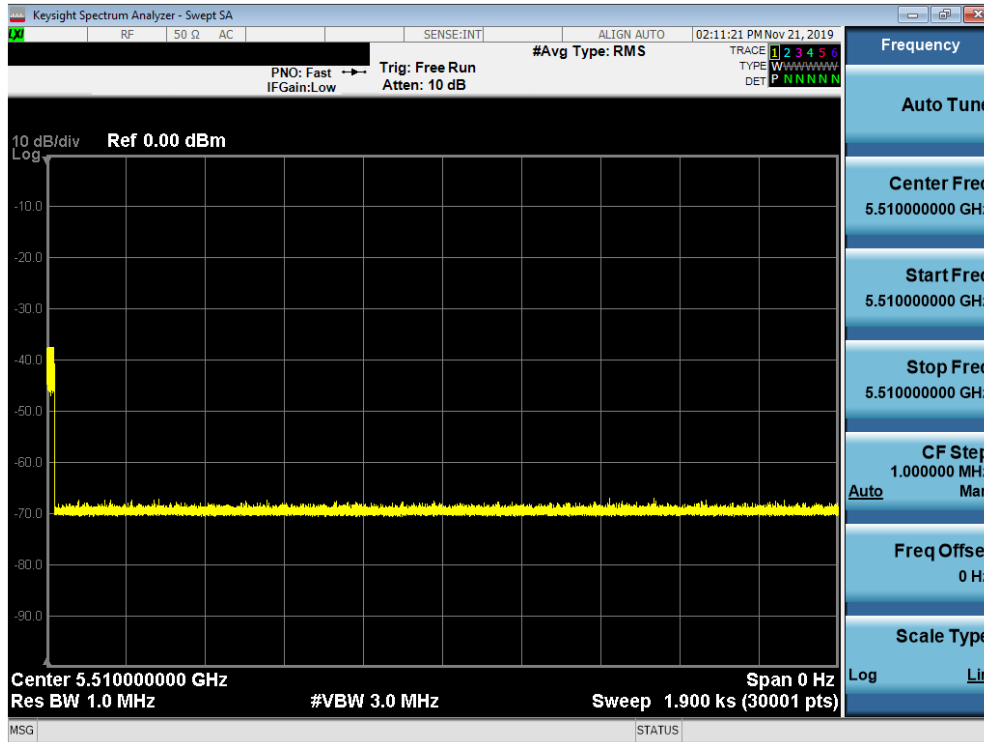 Keysight Spectrum Analyzer - Swept SA
LXI RF 50 Ω AC SENSE:INT ALIGN AUTO 02:11:21 PM Nov 21, 2019
#Avg Type: RMS TRACE 1 2 3 4 5 6
PNO: Fast Trig: Free Run TYPE W W W W W W
IFGain:Low Atten: 10 dB DET P N N N N N
10 dB/div Ref 0.00 dBm
Log
-10.0
-20.0
-30.0
-40.0
-50.0
-60.0
-70.0
-80.0
-90.0
Center 5.510000000 GHz Span 0 Hz
Res BW 1.0 MHz #VBW 3.0 MHz Sweep 1.900 ks (30001 pts)
MSG STATUS
Frequency
Auto Tune
Center Freq
5.510000000 GHz
Start Freq
5.510000000 GHz
Stop Freq
5.510000000 GHz
CF Step
1.000000 MHz
Auto Man
Freq Offset
0 Hz
Scale Type
Log Lin